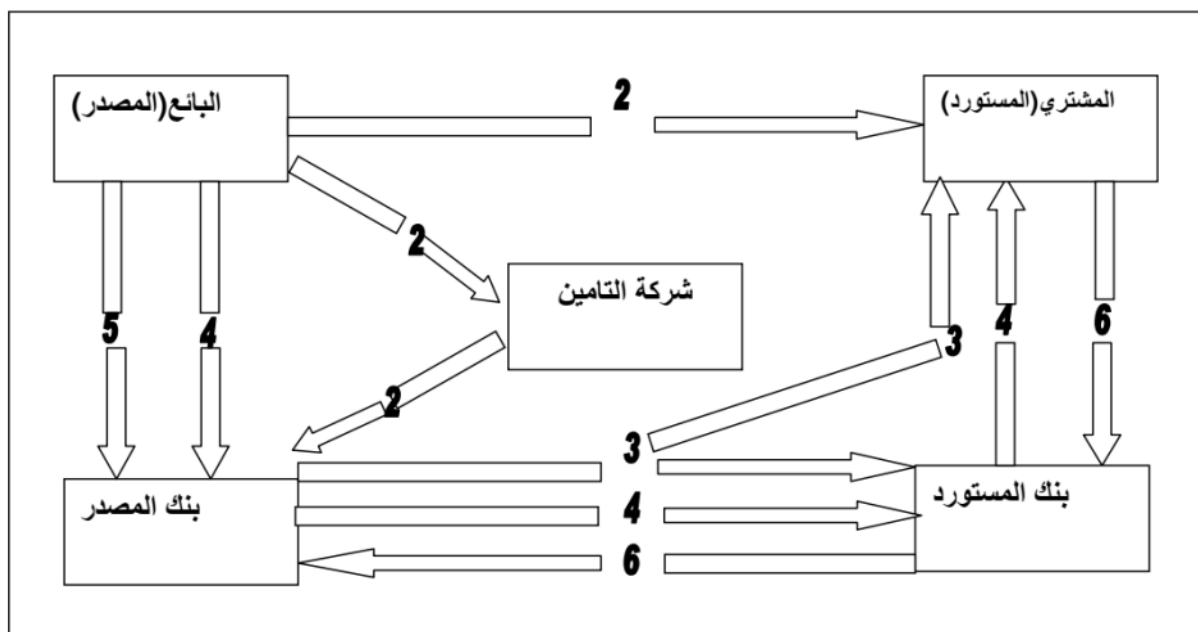 البائع(المصدر)
2
المشتري(المستورد)
2
شركة التامين
5
4
3
4
6
2
3
بنك المصدر
4
بنك المستورد
6